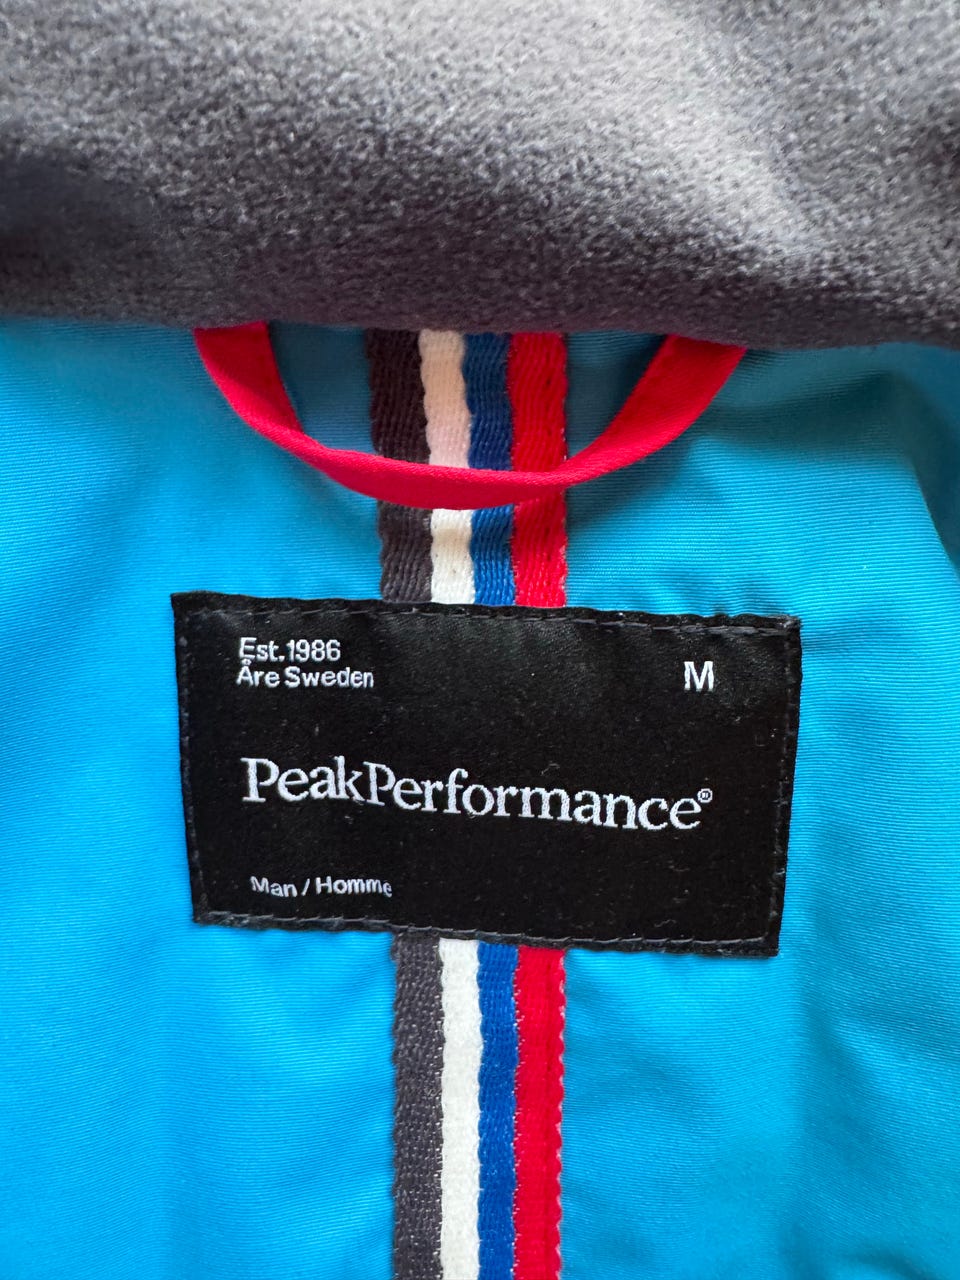 Est.1986
Åre Sweden
M
PeakPerformance®
Man / Homme